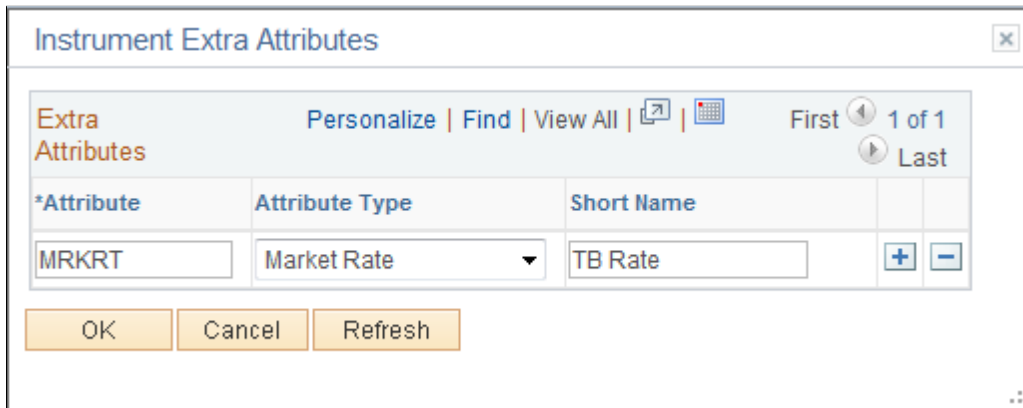 Instrument Extra Attributes
Extra Attributes
Personalize | Find | View All | | First 1 of 1 Last
*Attribute Attribute Type Short Name
MRKRT Market Rate TB Rate + −
OK Cancel Refresh